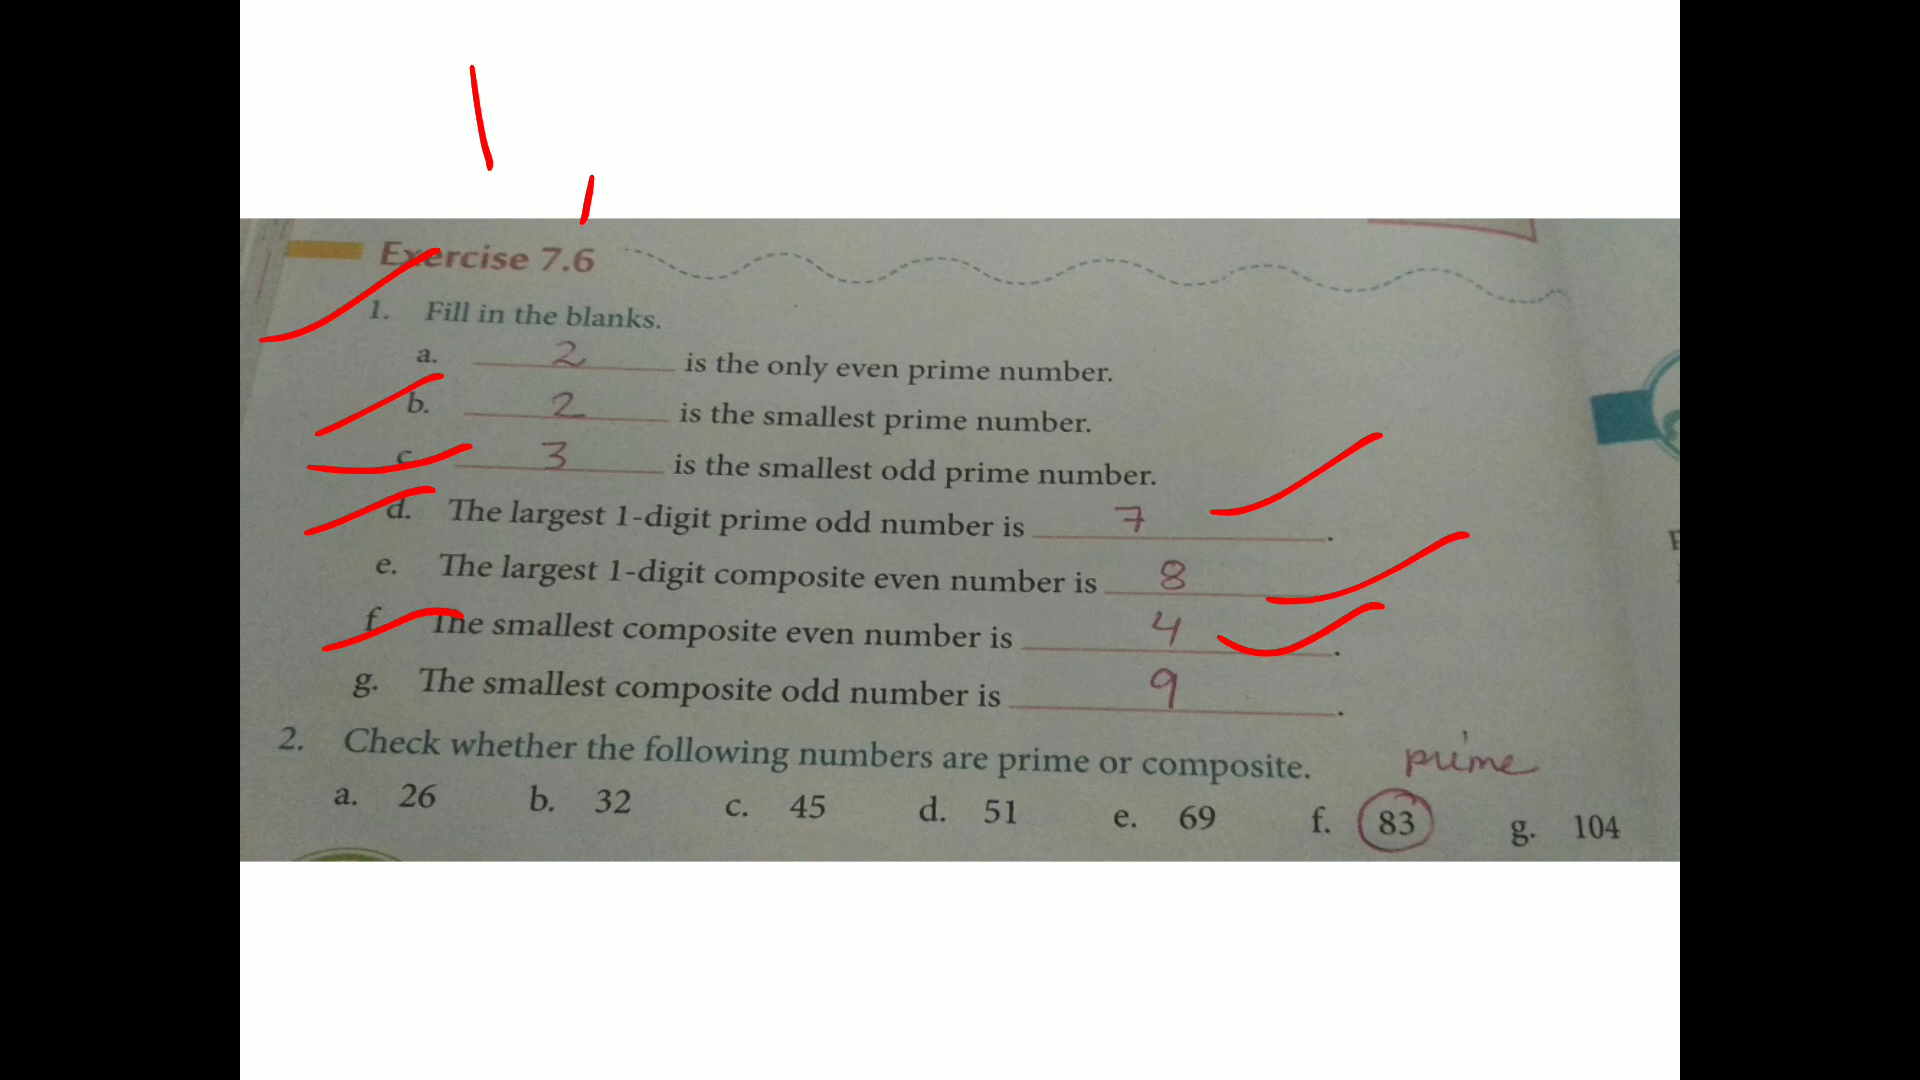 Exercise 7.6
1. Fill in the blanks.
a. 2 is the only even prime number.
b. 2 is the smallest prime number.
c. 3 is the smallest odd prime number.
d. The largest 1-digit prime odd number is 7.
e. The largest 1-digit composite even number is 8
f. The smallest composite even number is 4.
g. The smallest composite odd number is 9.
2. Check whether the following numbers are prime or composite. prime
a. 26 b. 32 c. 45 d. 51 e. 69 f. 83 g. 104